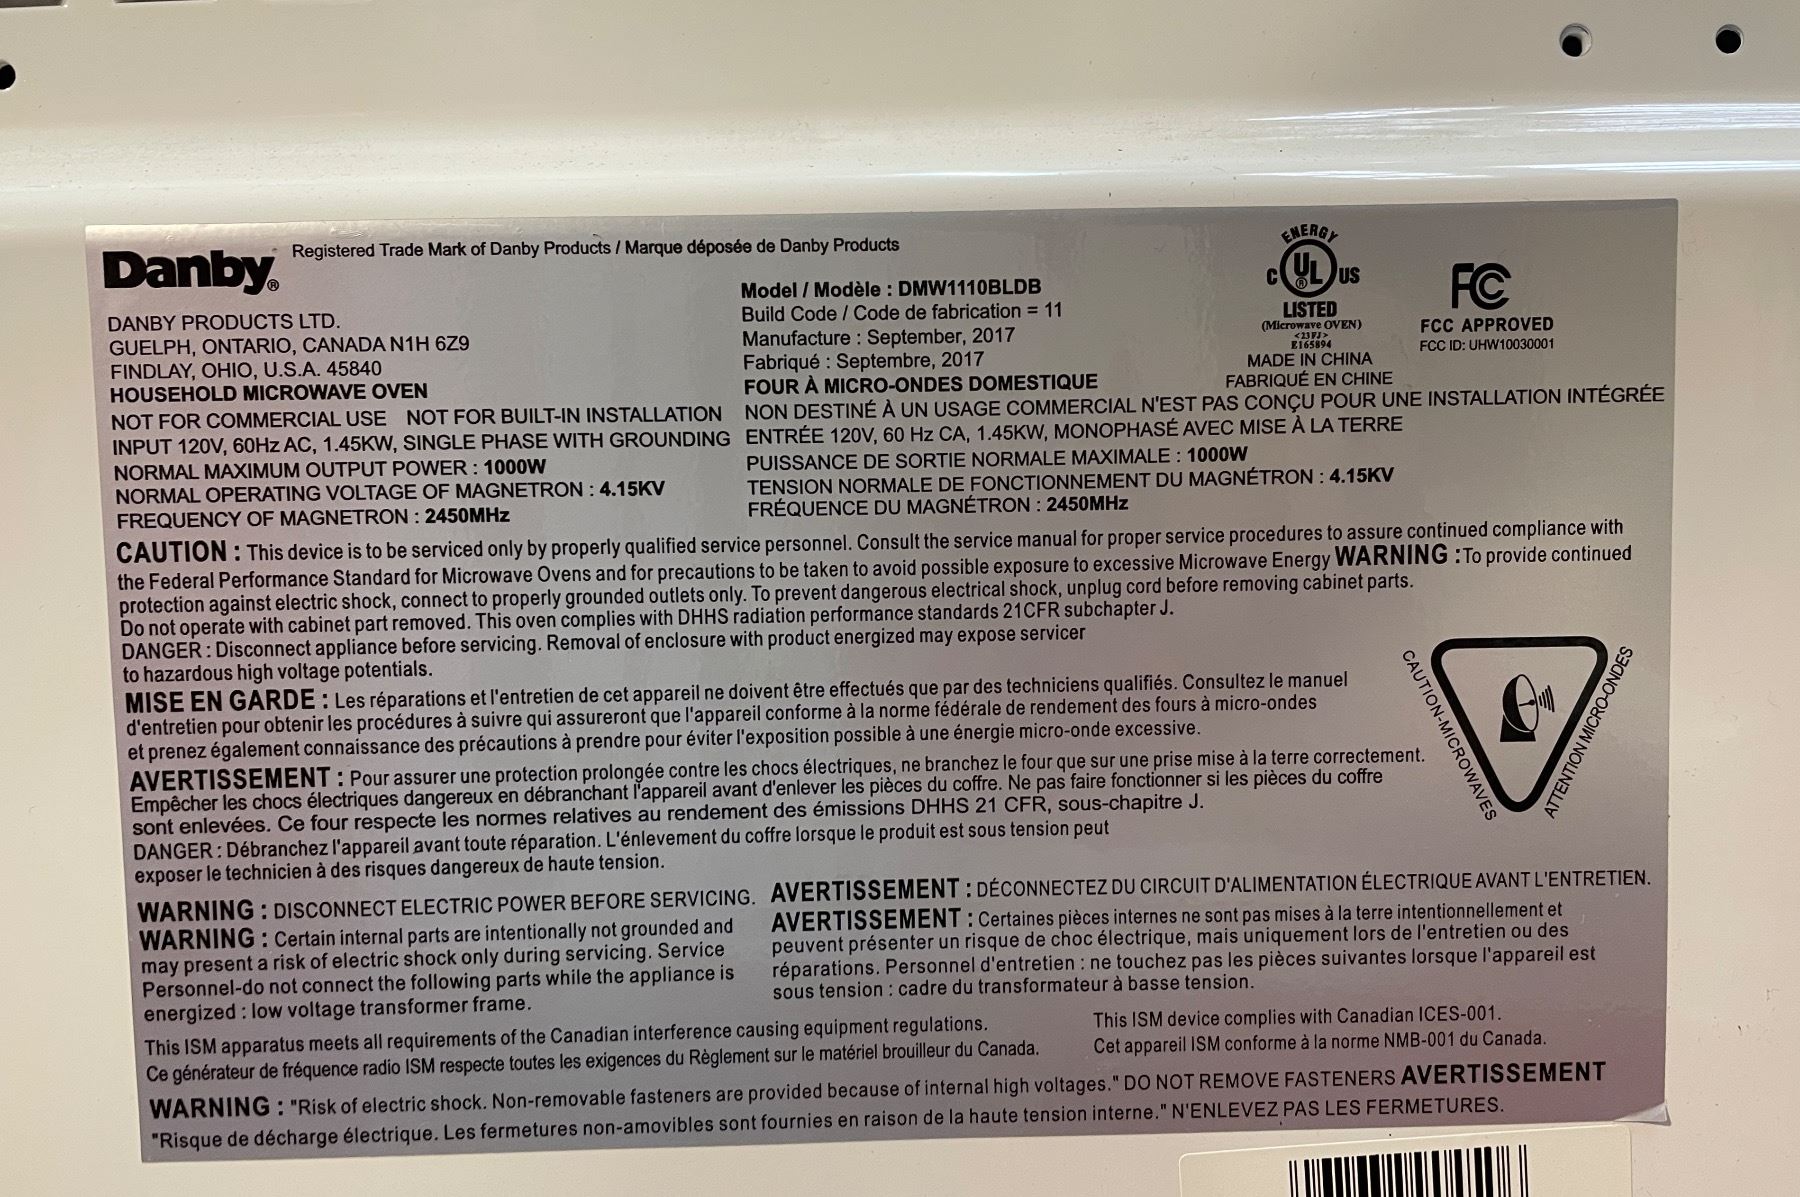 Danby® Registered Trade Mark of Danby Products / Marque déposée de Danby Products
DANBY PRODUCTS LTD.
GUELPH, ONTARIO, CANADA N1H 6Z9
FINDLAY, OHIO, U.S.A. 45840
HOUSEHOLD MICROWAVE OVEN
NOT FOR COMMERCIAL USE NOT FOR BUILT-IN INSTALLATION
INPUT 120V, 60Hz AC, 1.45KW, SINGLE PHASE WITH GROUNDING
NORMAL MAXIMUM OUTPUT POWER : 1000W
NORMAL OPERATING VOLTAGE OF MAGNETRON : 4.15KV
FREQUENCY OF MAGNETRON : 2450MHz
Model / Modèle : DMW1110BLDB
Build Code / Code de fabrication = 11
Manufacture : September, 2017
Fabriqué : Septembre, 2017
FOUR À MICRO-ONDES DOMESTIQUE
NON DESTINÉ À UN USAGE COMMERCIAL N'EST PAS CONÇU POUR UNE INSTALLATION INTÉGRÉE
ENTRÉE 120V, 60 Hz CA, 1.45KW, MONOPHASÉ AVEC MISE À LA TERRE
PUISSANCE DE SORTIE NORMALE MAXIMALE : 1000W
TENSION NORMALE DE FONCTIONNEMENT DU MAGNÉTRON : 4.15KV
FRÉQUENCE DU MAGNÉTRON : 2450MHz
ENERGY
C UL® US
LISTED
(Microwave OVEN)
<23FJ>
E165894
MADE IN CHINA
FABRIQUÉ EN CHINE
FC
FCC APPROVED
FCC ID: UHW10030001
CAUTION : This device is to be serviced only by properly qualified service personnel. Consult the service manual for proper service procedures to assure continued compliance with
the Federal Performance Standard for Microwave Ovens and for precautions to be taken to avoid possible exposure to excessive Microwave Energy WARNING :To provide continued
protection against electric shock, connect to properly grounded outlets only. To prevent dangerous electrical shock, unplug cord before removing cabinet parts.
Do not operate with cabinet part removed. This oven complies with DHHS radiation performance standards 21CFR subchapter J.
DANGER : Disconnect appliance before servicing. Removal of enclosure with product energized may expose servicer
to hazardous high voltage potentials.
MISE EN GARDE : Les réparations et l'entretien de cet appareil ne doivent être effectués que par des techniciens qualifiés. Consultez le manuel
d'entretien pour obtenir les procédures à suivre qui assureront que l'appareil conforme à la norme fédérale de rendement des fours à micro-ondes
et prenez également connaissance des précautions à prendre pour éviter l'exposition possible à une énergie micro-onde excessive.
AVERTISSEMENT : Pour assurer une protection prolongée contre les chocs électriques, ne branchez le four que sur une prise mise à la terre correctement.
Empêcher les chocs électriques dangereux en débranchant l'appareil avant d'enlever les pièces du coffre. Ne pas faire fonctionner si les pièces du coffre
sont enlevées. Ce four respecte les normes relatives au rendement des émissions DHHS 21 CFR, sous-chapitre J.
DANGER : Débranchez l'appareil avant toute réparation. L'énlevement du coffre lorsque le produit est sous tension peut
exposer le technicien à des risques dangereux de haute tension.
CAUTION-MICROWAVES
ATTENTION MICRO-ONDES
WARNING : DISCONNECT ELECTRIC POWER BEFORE SERVICING.
WARNING : Certain internal parts are intentionally not grounded and
may present a risk of electric shock only during servicing. Service
Personnel-do not connect the following parts while the appliance is
energized : low voltage transformer frame.
AVERTISSEMENT : DÉCONNECTEZ DU CIRCUIT D'ALIMENTATION ÉLECTRIQUE AVANT L'ENTRETIEN.
AVERTISSEMENT : Certaines pièces internes ne sont pas mises à la terre intentionnellement et
peuvent présenter un risque de choc électrique, mais uniquement lors de l'entretien ou des
réparations. Personnel d'entretien : ne touchez pas les pièces suivantes lorsque l'appareil est
sous tension : cadre du transformateur à basse tension.
This ISM apparatus meets all requirements of the Canadian interference causing equipment regulations.
Ce générateur de fréquence radio ISM respecte toutes les exigences du Règlement sur le matériel brouilleur du Canada.
This ISM device complies with Canadian ICES-001.
Cet appareil ISM conforme à la norme NMB-001 du Canada.
WARNING : "Risk of electric shock. Non-removable fasteners are provided because of internal high voltages." DO NOT REMOVE FASTENERS AVERTISSEMENT
"Risque de décharge électrique. Les fermetures non-amovibles sont fournies en raison de la haute tension interne." N'ENLEVEZ PAS LES FERMETURES.